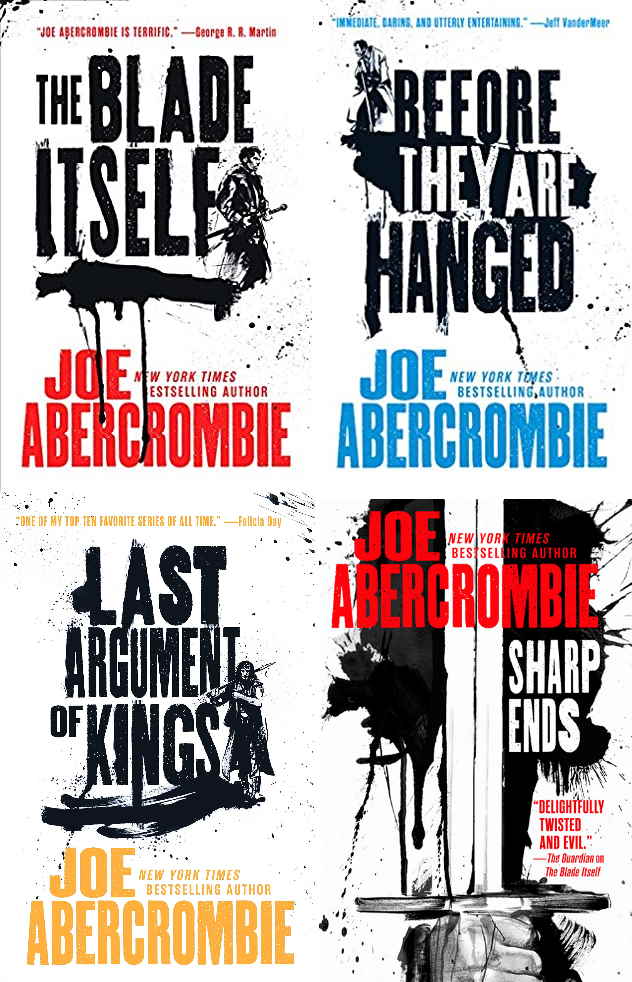 "JOE ABERCROMBIE IS TERRIFIC." —George R. R. Martin
THE BLADE
ITSELF
JOE NEW YORK TIMES
BESTSELLING AUTHOR
ABERCROMBIE
"IMMEDIATE, DARING, AND UTTERLY ENTERTAINING." —Jeff VanderMeer
BEFORE
THEY ARE
HANGED
JOE NEW YORK TIMES
BESTSELLING AUTHOR
ABERCROMBIE
"ONE OF MY TOP TEN FAVORITE SERIES OF ALL TIME." —Felicia Day
LAST
ARGUMENT
OF KINGS
JOE NEW YORK TIMES
BESTSELLING AUTHOR
ABERCROMBIE
JOE NEW YORK TIMES
BESTSELLING AUTHOR
ABERCROMBIE
SHARP
ENDS
"DELIGHTFULLY
TWISTED
AND EVIL."
—The Guardian on
The Blade Itself